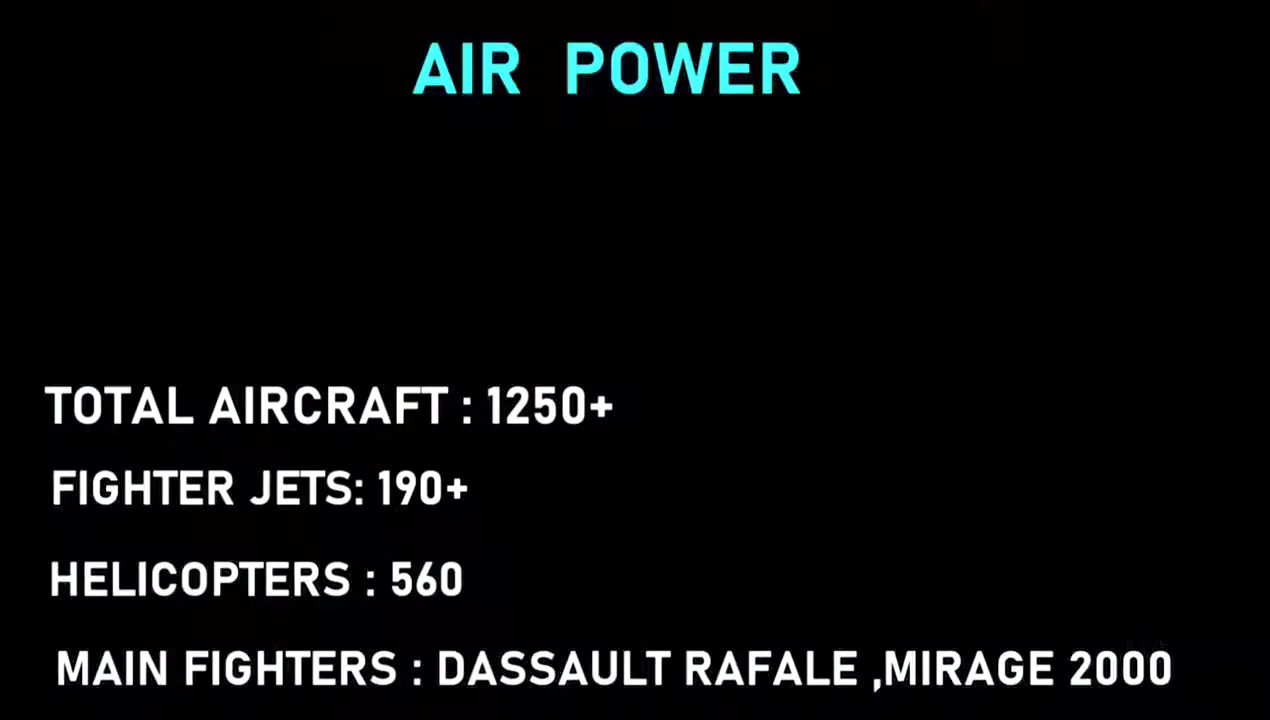 AIR POWER
TOTAL AIRCRAFT : 1250+
FIGHTER JETS: 190+
HELICOPTERS : 560
MAIN FIGHTERS : DASSAULT RAFALE ,MIRAGE 2000